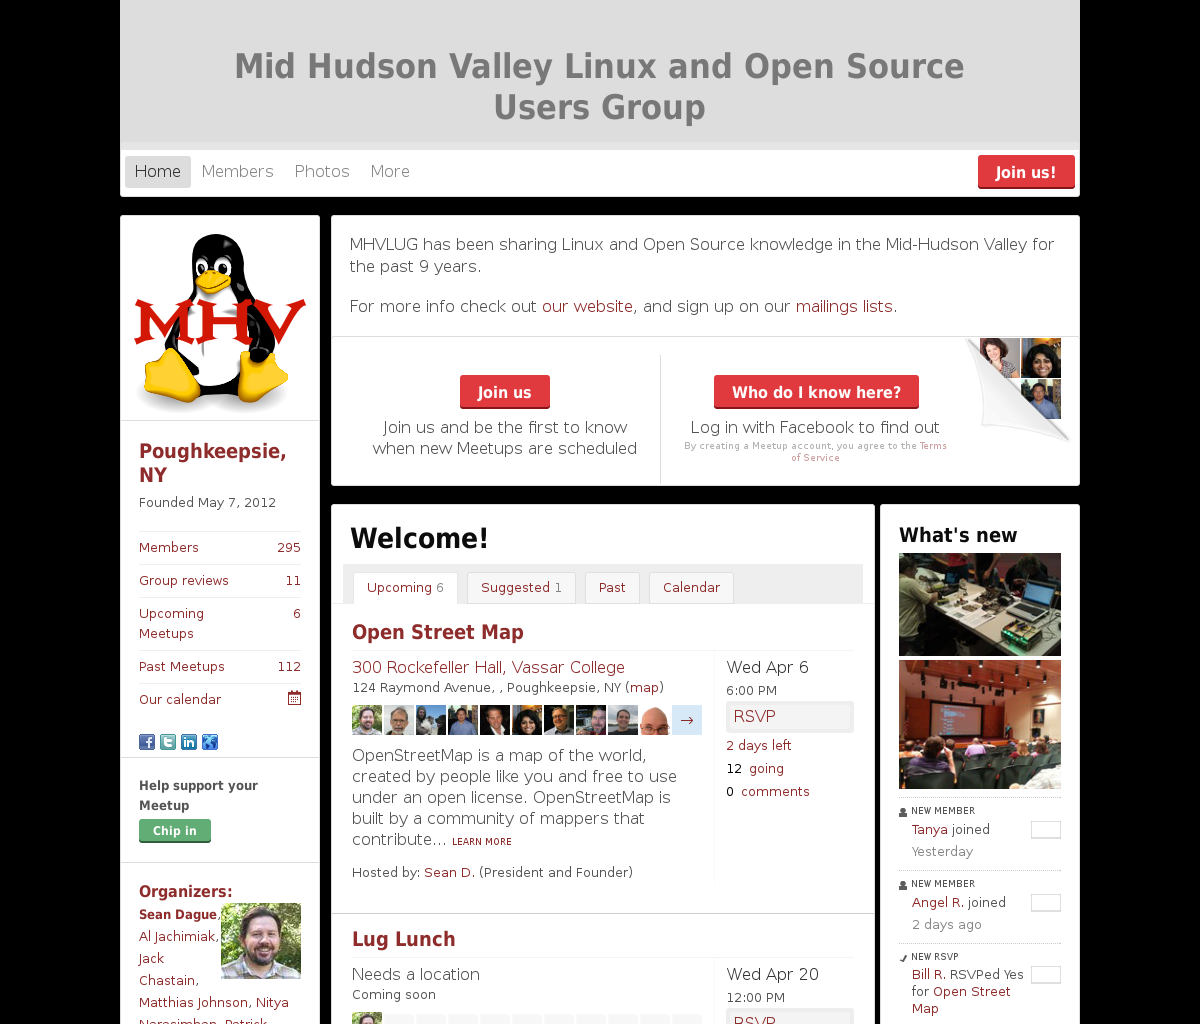 Mid Hudson Valley Linux and Open Source
Users Group
Home
Members
Photos
More
Join us!
MHV
Poughkeepsie,
NY
Founded May 7, 2012
Members 295
Group reviews 11
Upcoming 6
Meetups
Past Meetups 112
Our calendar
Help support your
Meetup
Chip in
Organizers:
Sean Dague,
Al Jachimiak,
Jack
Chastain,
Matthias Johnson, Nitya
Narasimhan, Patrick
MHVLUG has been sharing Linux and Open Source knowledge in the Mid-Hudson Valley for
the past 9 years.
For more info check out our website, and sign up on our mailings lists.
Join us
Join us and be the first to know
when new Meetups are scheduled
Who do I know here?
Log in with Facebook to find out
By creating a Meetup account, you agree to the Terms
of Service
Welcome!
Upcoming 6
Suggested 1
Past
Calendar
Open Street Map
300 Rockefeller Hall, Vassar College
124 Raymond Avenue, , Poughkeepsie, NY (map)
→
OpenStreetMap is a map of the world,
created by people like you and free to use
under an open license. OpenStreetMap is
built by a community of mappers that
contribute... LEARN MORE
Hosted by: Sean D. (President and Founder)
Wed Apr 6
6:00 PM
RSVP
2 days left
12 going
0 comments
Lug Lunch
Needs a location
Coming soon
Wed Apr 20
12:00 PM
RSVP
What's new
NEW MEMBER
Tanya joined
Yesterday
NEW MEMBER
Angel R. joined
2 days ago
NEW RSVP
Bill R. RSVPed Yes
for Open Street
Map